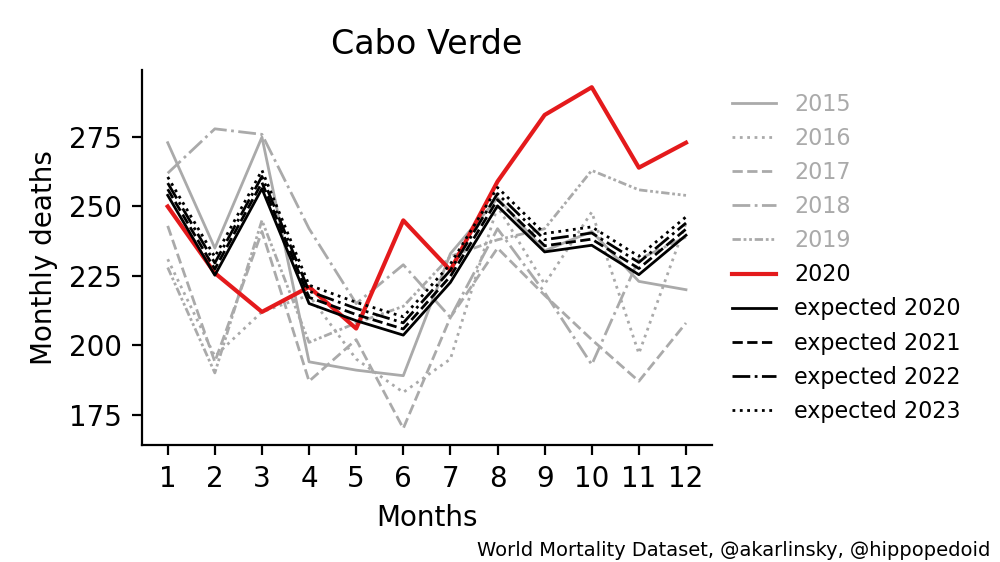 Cabo Verde
Monthly deaths
275
250
225
200
175
1 2 3 4 5 6 7 8 9 10 11 12
Months
2015
2016
2017
2018
2019
2020
expected 2020
expected 2021
expected 2022
expected 2023
World Mortality Dataset, @akarlinsky, @hippopedoid